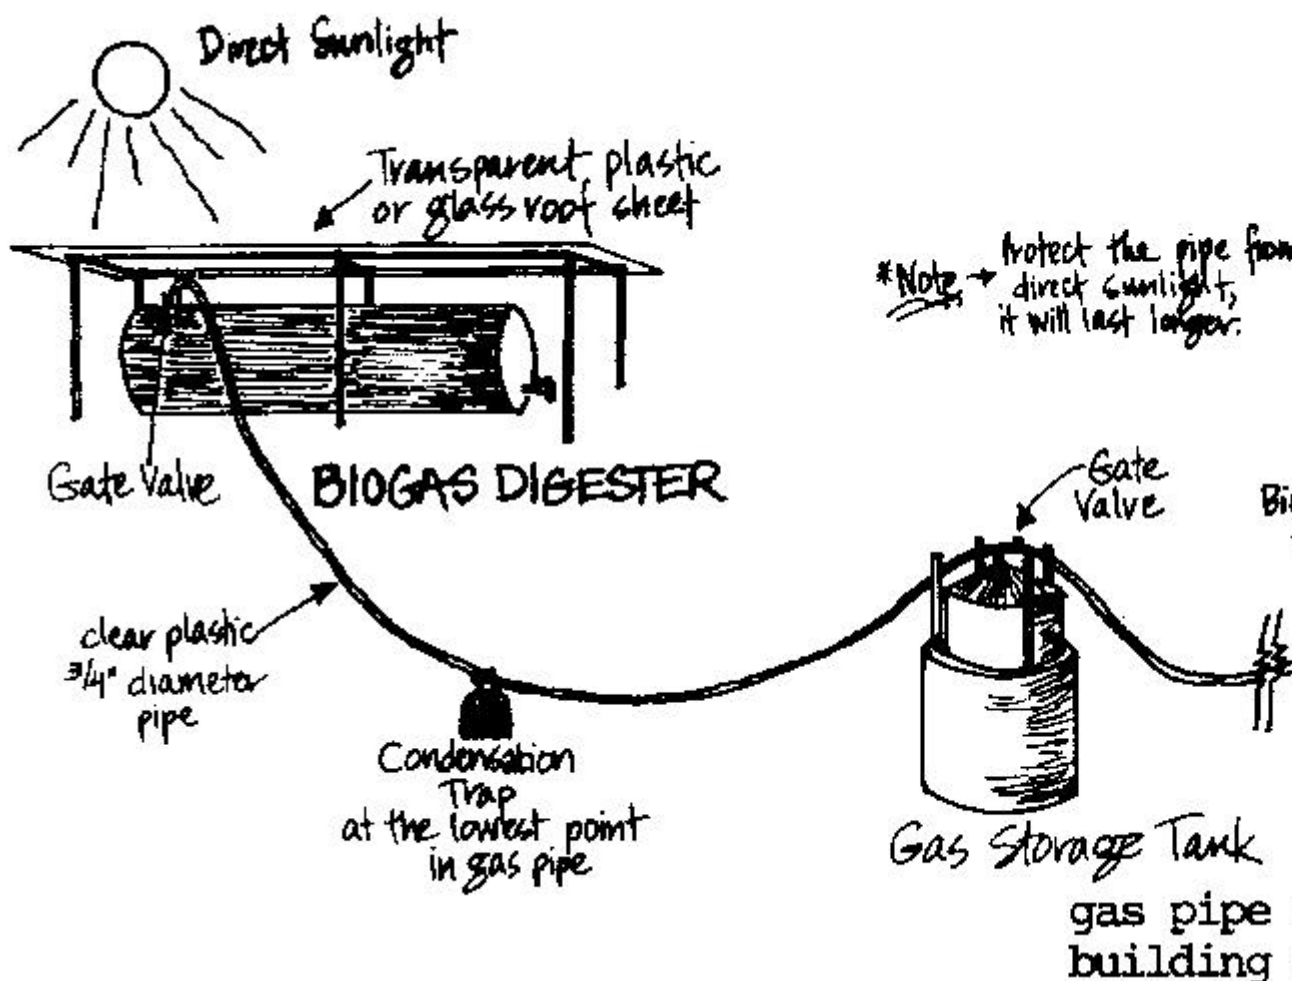 Direct Sunlight
Transparent plastic
or glass roof sheet
*Note → Protect the pipe from
direct sunlight,
it will last longer.
Gate Valve
BIOGAS DIGESTER
Gate
Valve
clear plastic
3/4" diameter
pipe
Condensation
Trap
at the lowest point
in gas pipe
Gas Storage Tank
gas pipe
building